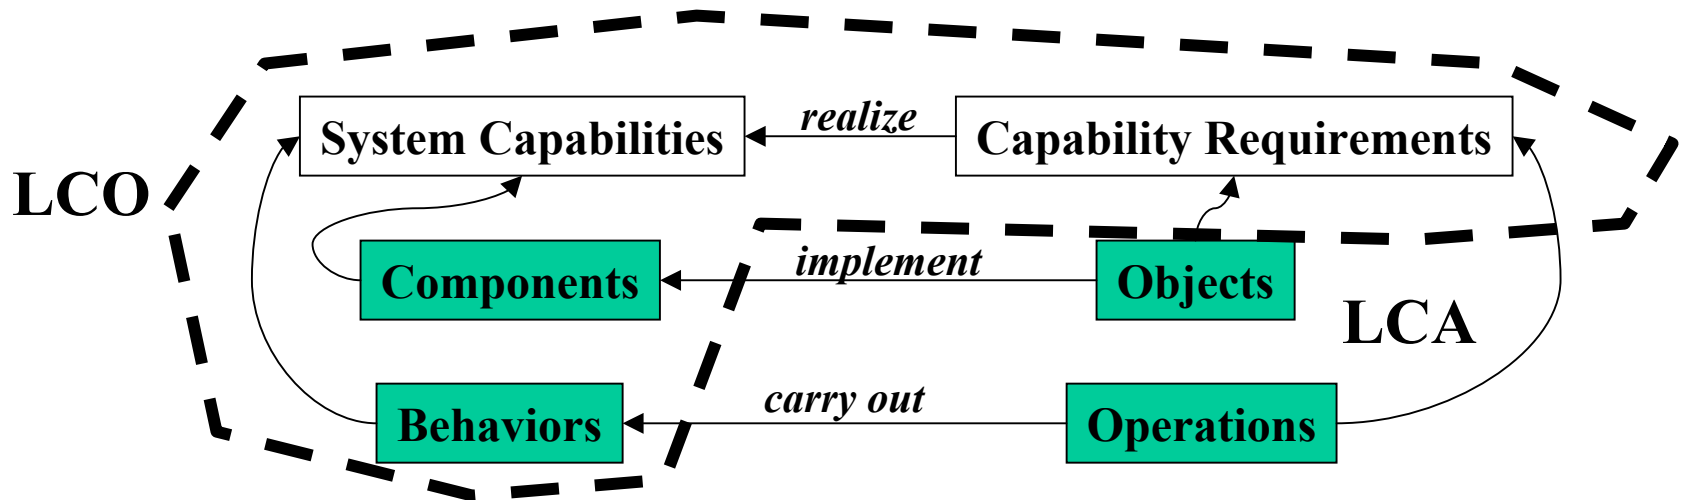 realize
System Capabilities
Capability Requirements
LCO
implement
Components
Objects
LCA
carry out
Behaviors
Operations